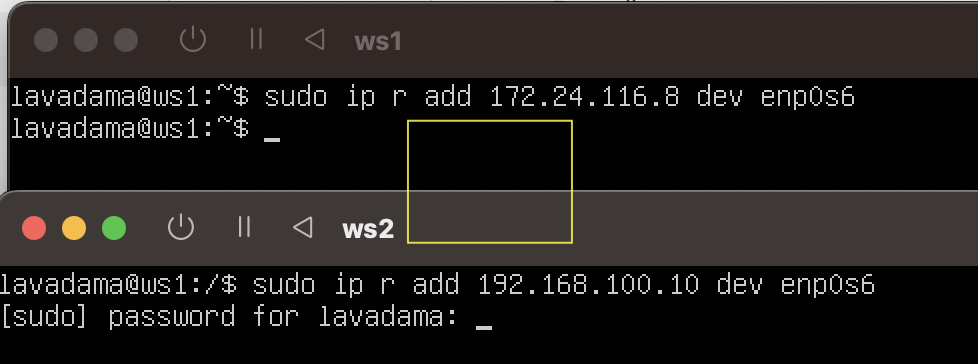 ws1
lavadama@ws1:~$ sudo ip r add 172.24.116.8 dev enp0s6
lavadama@ws1:~$ _
ws2
lavadama@ws1:/$ sudo ip r add 192.168.100.10 dev enp0s6
[sudo] password for lavadama: _